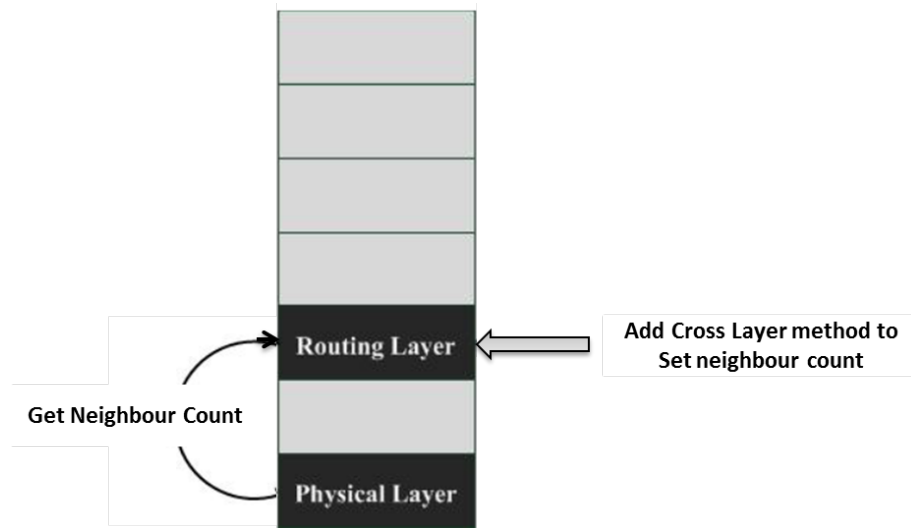 Routing Layer
Add Cross Layer method to
Set neighbour count
Get Neighbour Count
Physical Layer